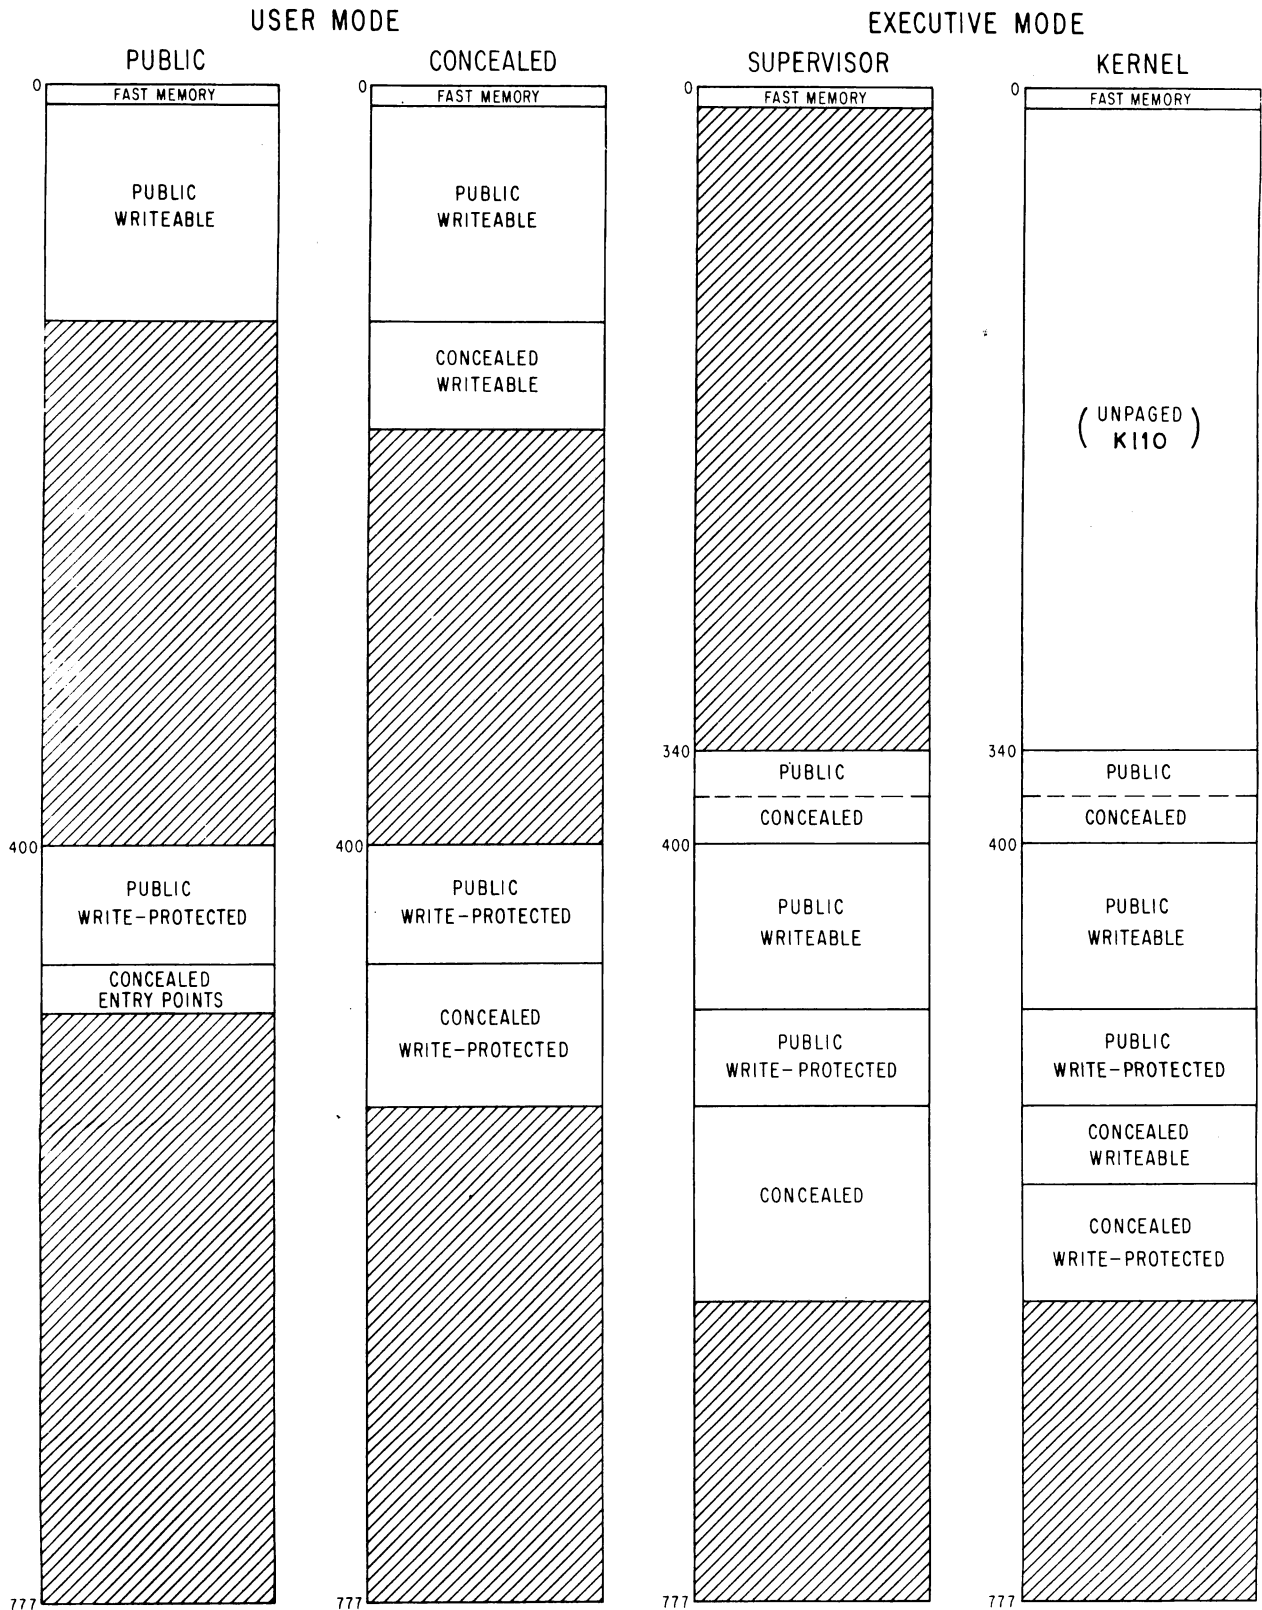 USER MODE
EXECUTIVE MODE
PUBLIC
CONCEALED
SUPERVISOR
KERNEL
0
FAST MEMORY
PUBLIC
WRITEABLE
400
PUBLIC
WRITE-PROTECTED
CONCEALED
ENTRY POINTS
777
0
FAST MEMORY
PUBLIC
WRITEABLE
CONCEALED
WRITEABLE
400
PUBLIC
WRITE-PROTECTED
CONCEALED
WRITE-PROTECTED
777
0
FAST MEMORY
340
PUBLIC
CONCEALED
400
PUBLIC
WRITEABLE
PUBLIC
WRITE-PROTECTED
CONCEALED
777
0
FAST MEMORY
( UNPAGED
KI10 )
340
PUBLIC
CONCEALED
400
PUBLIC
WRITEABLE
PUBLIC
WRITE-PROTECTED
CONCEALED
WRITEABLE
CONCEALED
WRITE-PROTECTED
777